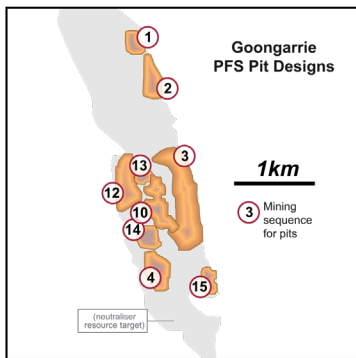 Goongarrie
PFS Pit Designs
1
2
13
3
1km
12
3 Mining
sequence
for pits
10
14
4
15
(neutraliser
resource target)